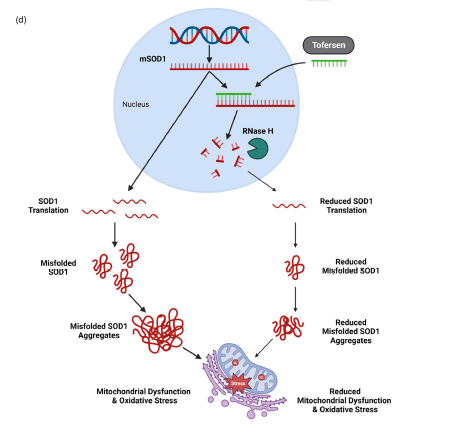 (d)
Tofersen
mSOD1
Nucleus
RNase H
SOD1
Translation
Reduced SOD1
Translation
Misfolded
SOD1
Reduced
Misfolded SOD1
Misfolded SOD1
Aggregates
Reduced
Misfolded SOD1
Aggregates
Stress
Mitochondrial Dysfunction
& Oxidative Stress
Reduced
Mitochondrial Dysfunction
& Oxidative Stress